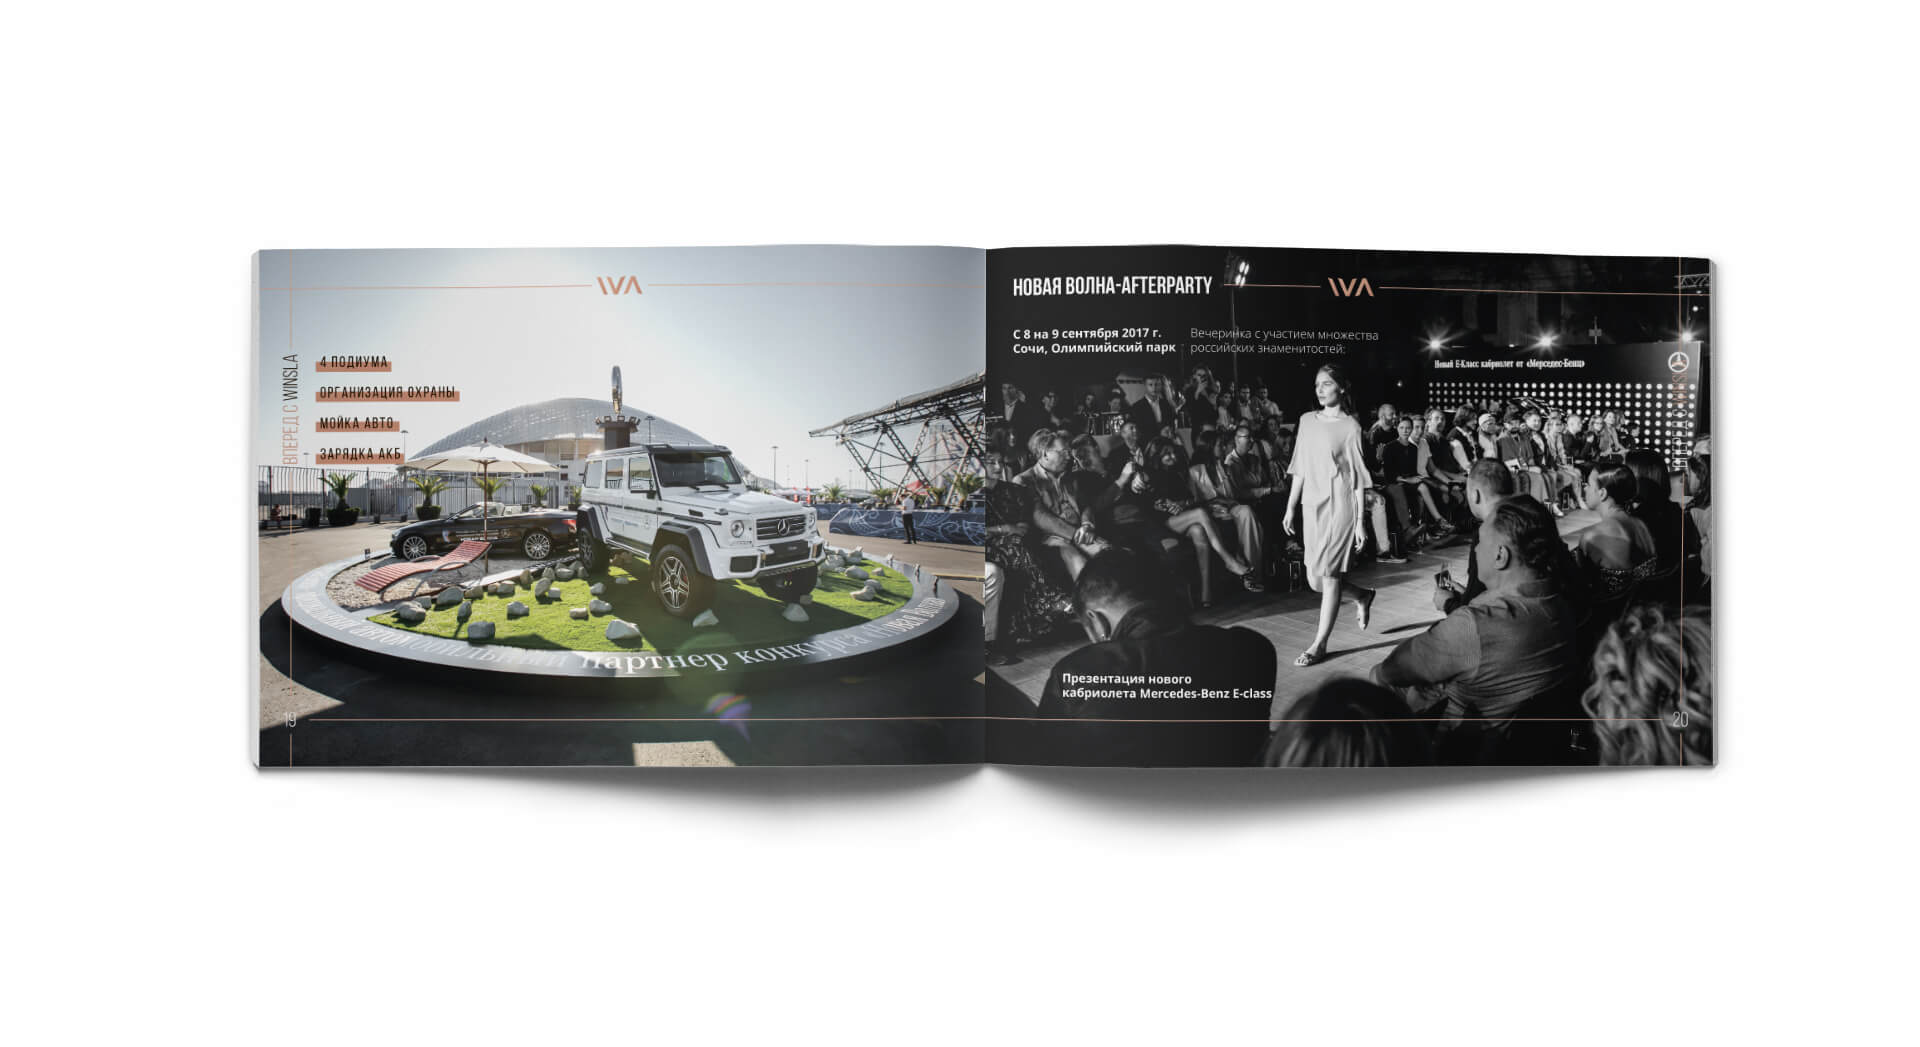 WA
ВПЕРЕД С WINSLA
4 ПОДИУМА
ОРГАНИЗАЦИЯ ОХРАНЫ
МОЙКА АВТО
ЗАРЯДКА АКБ
партнер конкурса
19
НОВАЯ ВОЛНА-AFTERPARTY
WA
С 8 на 9 сентября 2017 г.
Сочи, Олимпийский парк
Вечеринка с участием множества
российских знаменитостей:
Новый E-Класс кабриолет от «Мерседес-Бенц»
Презентация нового
кабриолета Mercedes-Benz E-class
20